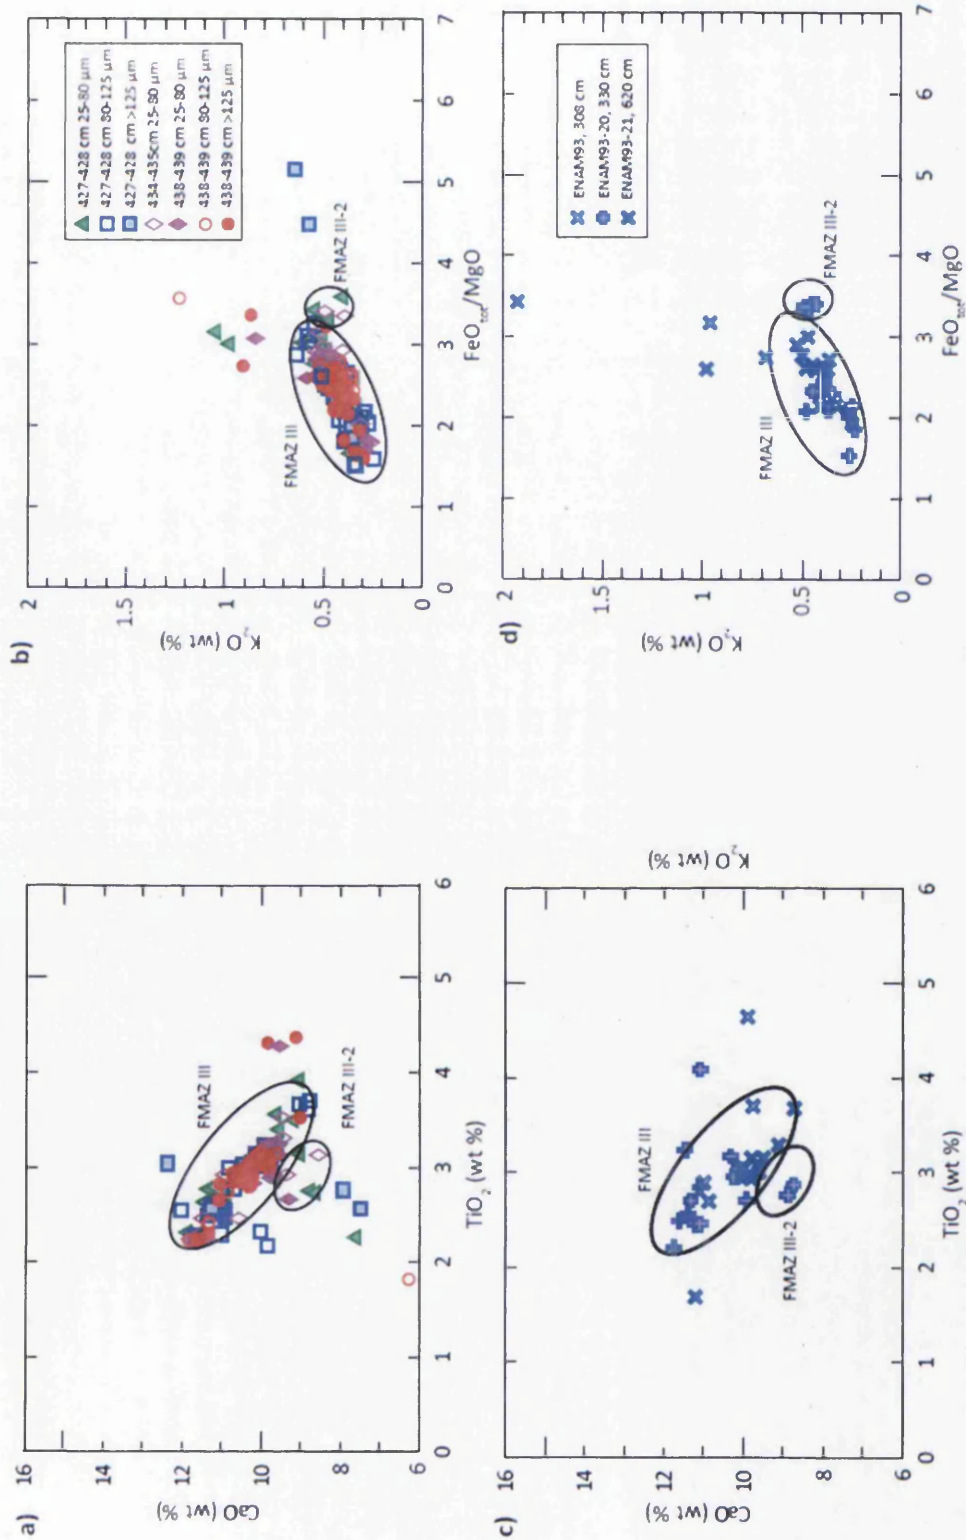 a)
CaO (wt %)
16
14
12
10
8
6
0
1
2
3
4
5
6
TiO₂ (wt %)
FMAZ III
FMAZ III-2
b)
K₂O (wt %)
2
1.5
1
0.5
0
0
1
2
3
4
5
6
7
FeO_tot/MgO
FMAZ III
FMAZ III-2
427-428 cm 25-80 µm
427-428 cm 80-125 µm
427-428 cm >125 µm
434-435cm 25-80 µm
438-439 cm 25-80 µm
438-439 cm 80-125 µm
438-439 cm >125 µm
c)
CaO (wt %)
16
14
12
10
8
6
0
1
2
3
4
5
6
TiO₂ (wt %)
FMAZ III
FMAZ III-2
K₂O (wt %)
d)
K₂O (wt %)
2
1.5
1
0.5
0
0
1
2
3
4
5
6
7
FeO_tot/MgO
FMAZ III
FMAZ III-2
ENAM93, 308 cm
ENAM93-20, 330 cm
ENAM93-21, 620 cm